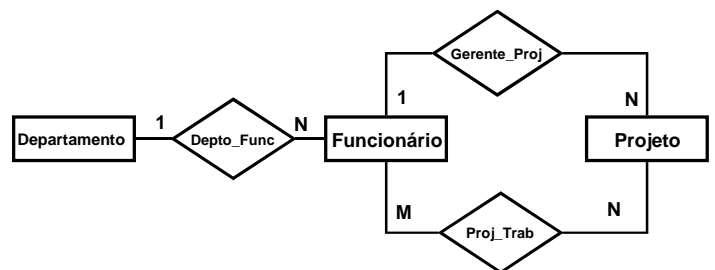 Gerente_Proj
1
N
Departamento
1
Depto_Func
N
Funcionário
Projeto
M
Proj_Trab
N